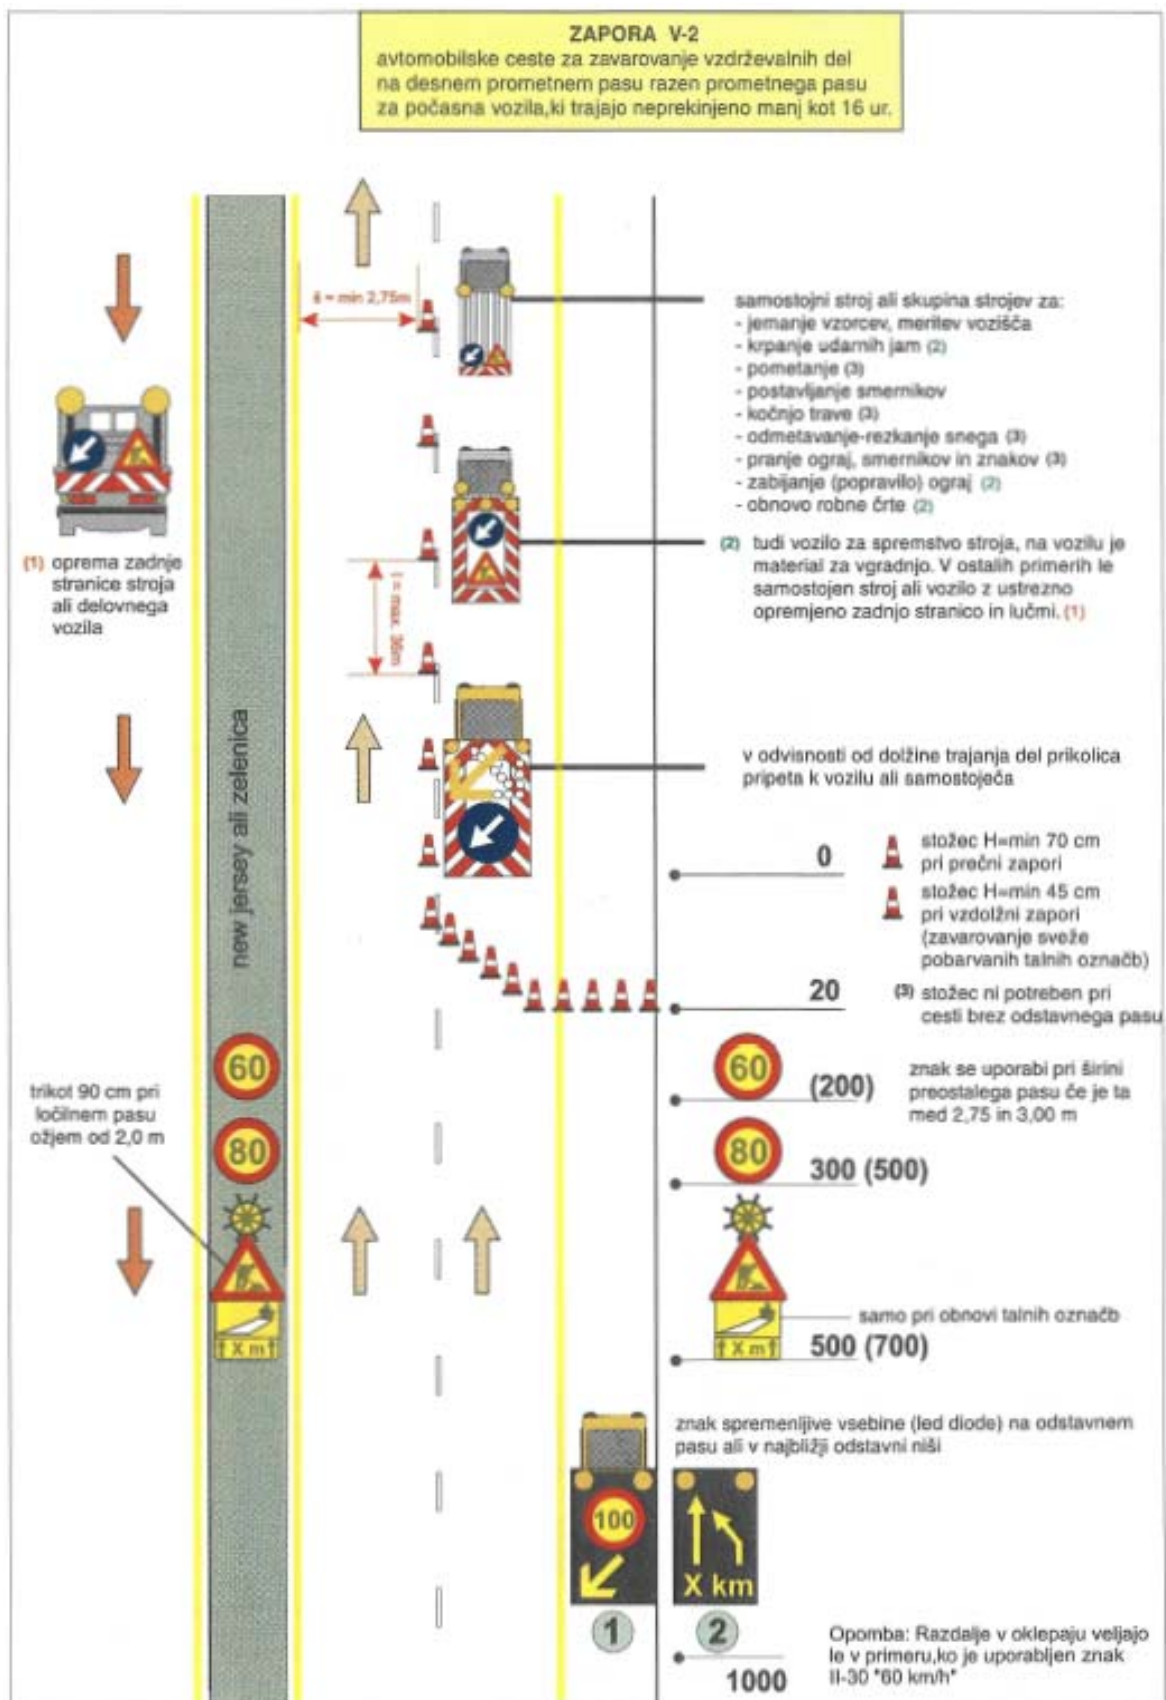 ZAPORA V-2
avtomobilske ceste za zavarovanje vzdrževalnih del
na desnem prometnem pasu razen prometnega pasu
za počasna vozila,ki trajajo neprekinjeno manj kot 16 ur.
š = min 2,75m
samostojni stroj ali skupina strojev za:
- jemanje vzorcev, meritev vozišča
- krpanje udarnih jam (2)
- pometanje (3)
- postavljanje smernikov
- kočnjo trave (3)
- odmetavanje-rezkanje snega (3)
- pranje ograj, smernikov in znakov (3)
- zabijanje (popravilo) ograj (2)
- obnovo robne črte (2)
(1) oprema zadnje
stranice stroja
ali delovnega
vozila
(2) tudi vozilo za spremstvo stroja, na vozilu je
material za vgradnjo. V ostalih primerih le
samostojen stroj ali vozilo z ustrezno
opremjeno zadnjo stranico in lučmi. (1)
= max. 36m
new jersey ali zelenica
v odvisnosti od dolžine trajanja del prikolica
pripeta k vozilu ali samostoječa
0
stožec H=min 70 cm
pri prečni zapori
stožec H=min 45 cm
pri vzdolžni zapori
(zavarovanje sveže
pobarvanih talnih označb)
20
(3) stožec ni potreben pri
cesti brez odstavnega pasu
60
60
(200)
znak se uporabi pri širini
preostalega pasu če je ta
med 2,75 in 3,00 m
trikot 90 cm pri
ločilnem pasu
ožjem od 2,0 m
80
80
300 (500)
samo pri obnovi talnih označb
X m
X m
500 (700)
znak spremenljive vsebine (led diode) na odstavnem
pasu ali v najbližji odstavni niši
100
X km
1
2
1000
Opomba: Razdalje v oklepaju veljajo
le v primeru,ko je uporabljen znak
II-30 "60 km/h"